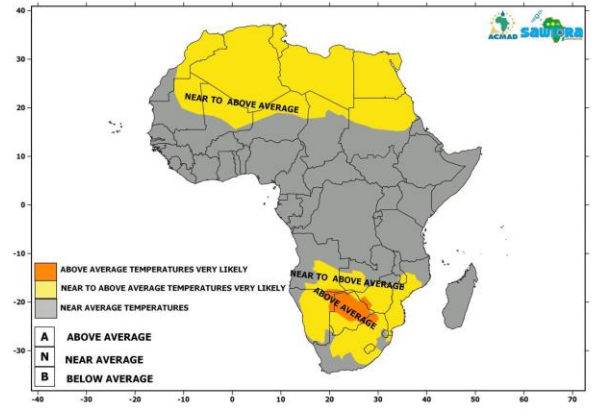 40
30
20
10
0
-10
-20
-30
-40
-30
-20
-10
0
10
20
30
40
50
60
70
ACMAD
SAWIDRA
NEAR TO ABOVE AVERAGE
NEAR TO ABOVE AVERAGE
ABOVE AVERAGE
ABOVE AVERAGE TEMPERATURES VERY LIKELY
NEAR TO ABOVE AVERAGE TEMPERATURES VERY LIKELY
NEAR AVERAGE TEMPERATURES
A ABOVE AVERAGE
N NEAR AVERAGE
B BELOW AVERAGE